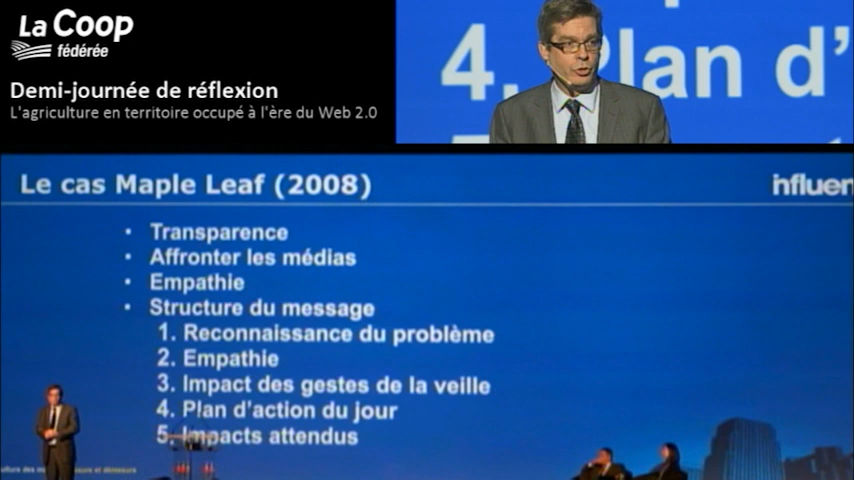 La Coop
fédérée
Demi-journée de réflexion
L'agriculture en territoire occupé à l'ère du Web 2.0
4. Plan d'
Le cas Maple Leaf (2008)
influen
• Transparence
• Affronter les médias
• Empathie
• Structure du message
1. Reconnaissance du problème
2. Empathie
3. Impact des gestes de la veille
4. Plan d'action du jour
5. Impacts attendus